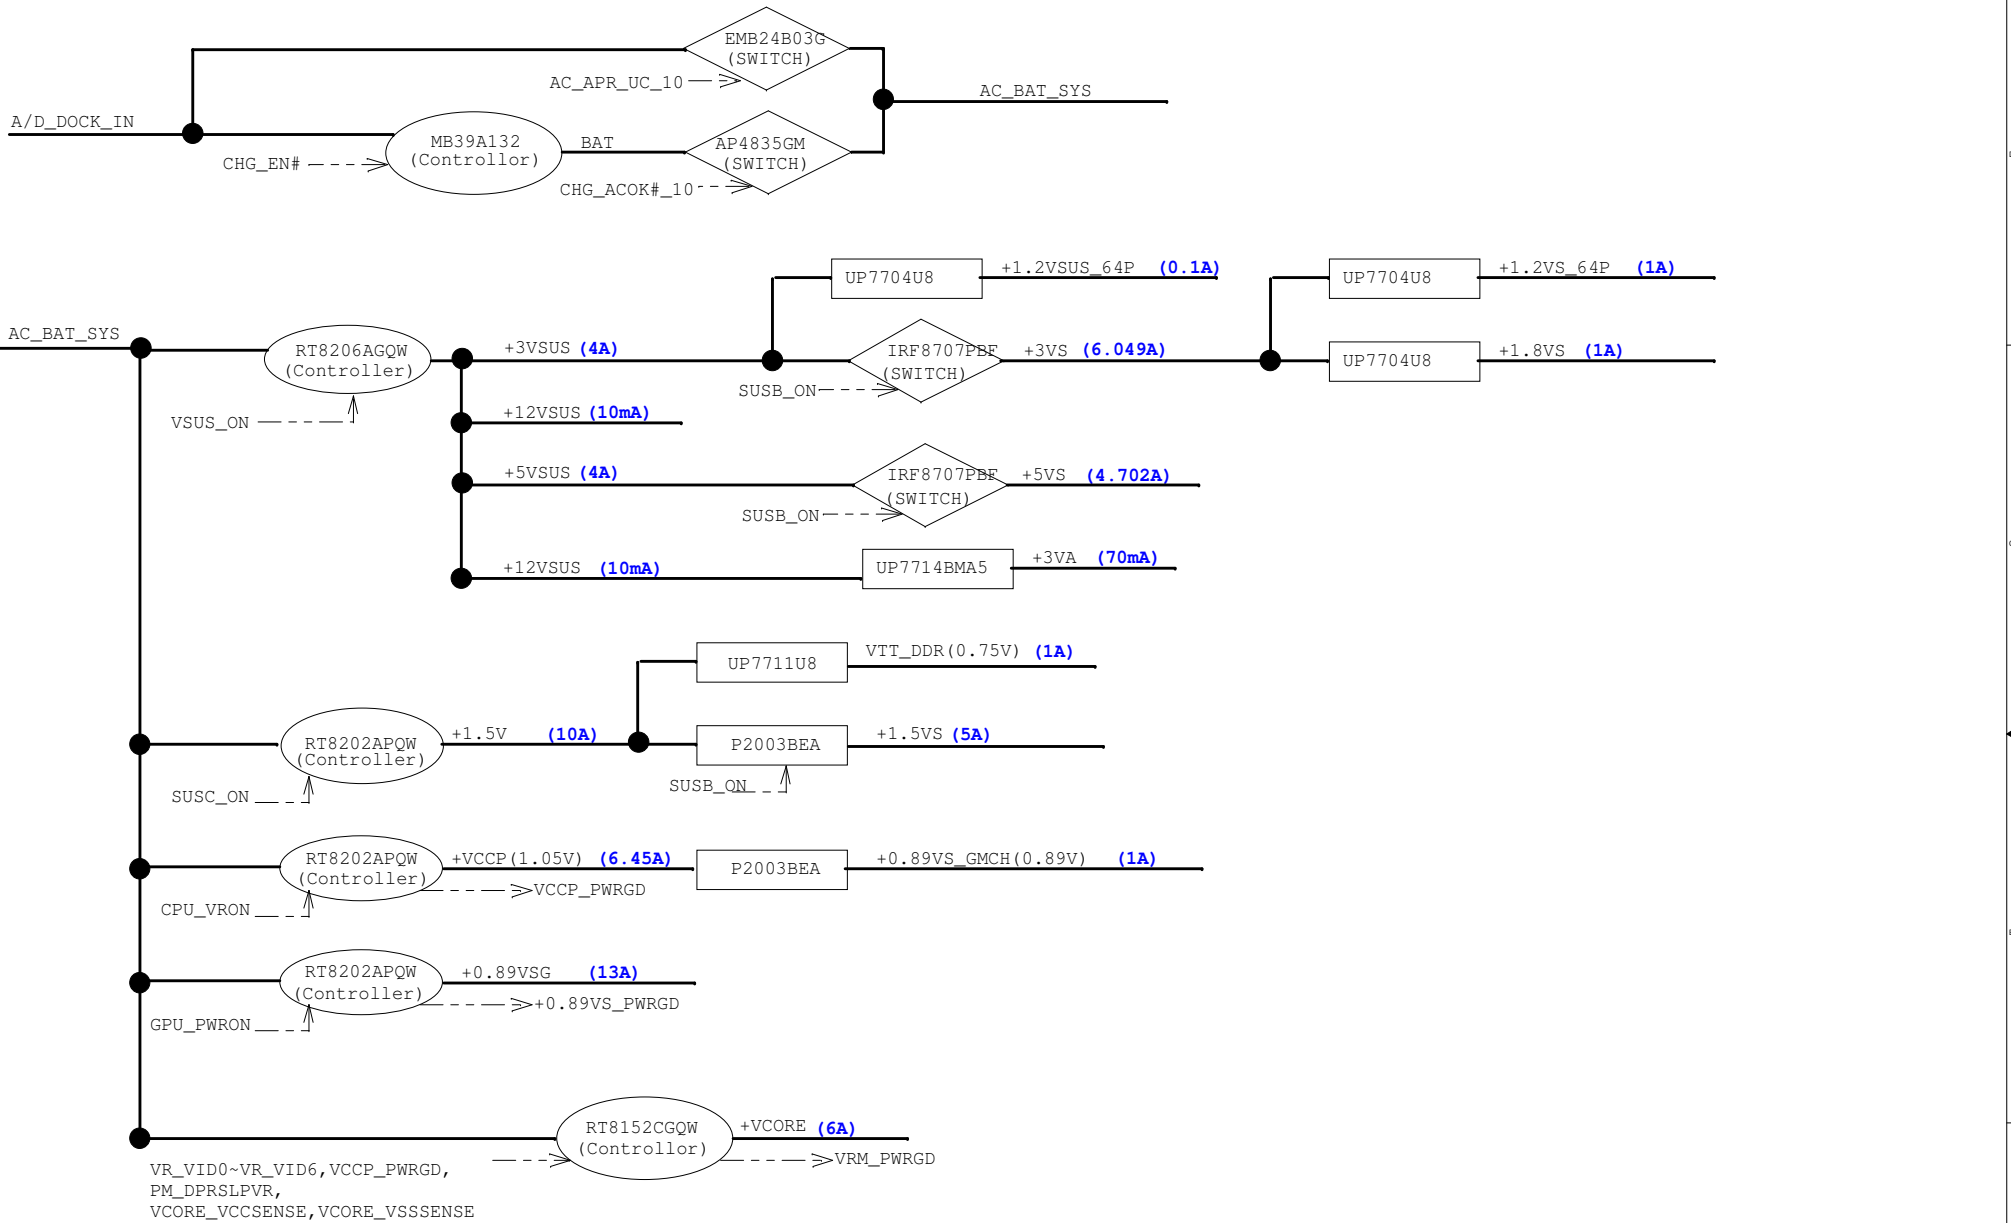 EMB24B03G
(SWITCH)
AC_APR_UC_10
AC_BAT_SYS
A/D_DOCK_IN
MB39A132
(Controllor)
BAT
AP4835GM
(SWITCH)
CHG_EN#
CHG_ACOK#_10
UP7704U8
+1.2VSUS_64P (0.1A)
UP7704U8
+1.2VS_64P (1A)
AC_BAT_SYS
RT8206AGQW
(Controller)
+3VSUS (4A)
IRF8707PBF
(SWITCH)
+3VS (6.049A)
UP7704U8
+1.8VS (1A)
SUSB_ON
VSUS_ON
+12VSUS (10mA)
+5VSUS (4A)
IRF8707PBF
(SWITCH)
+5VS (4.702A)
SUSB_ON
+12VSUS (10mA)
UP7714BMA5
+3VA (70mA)
UP7711U8
VTT_DDR(0.75V) (1A)
RT8202APQW
(Controller)
+1.5V (10A)
P2003BEA
+1.5VS (5A)
SUSC_ON
SUSB_ON
RT8202APQW
(Controller)
+VCCP(1.05V) (6.45A)
P2003BEA
+0.89VS_GMCH(0.89V) (1A)
VCCP_PWRGD
CPU_VRON
RT8202APQW
(Controller)
+0.89VSG (13A)
+0.89VS_PWRGD
GPU_PWRON
RT8152CGQW
(Controllor)
+VCORE (6A)
VRM_PWRGD
VR_VID0~VR_VID6,VCCP_PWRGD,
PM_DPRSLPVR,
VCORE_VCCSENSE,VCORE_VSSSENSE